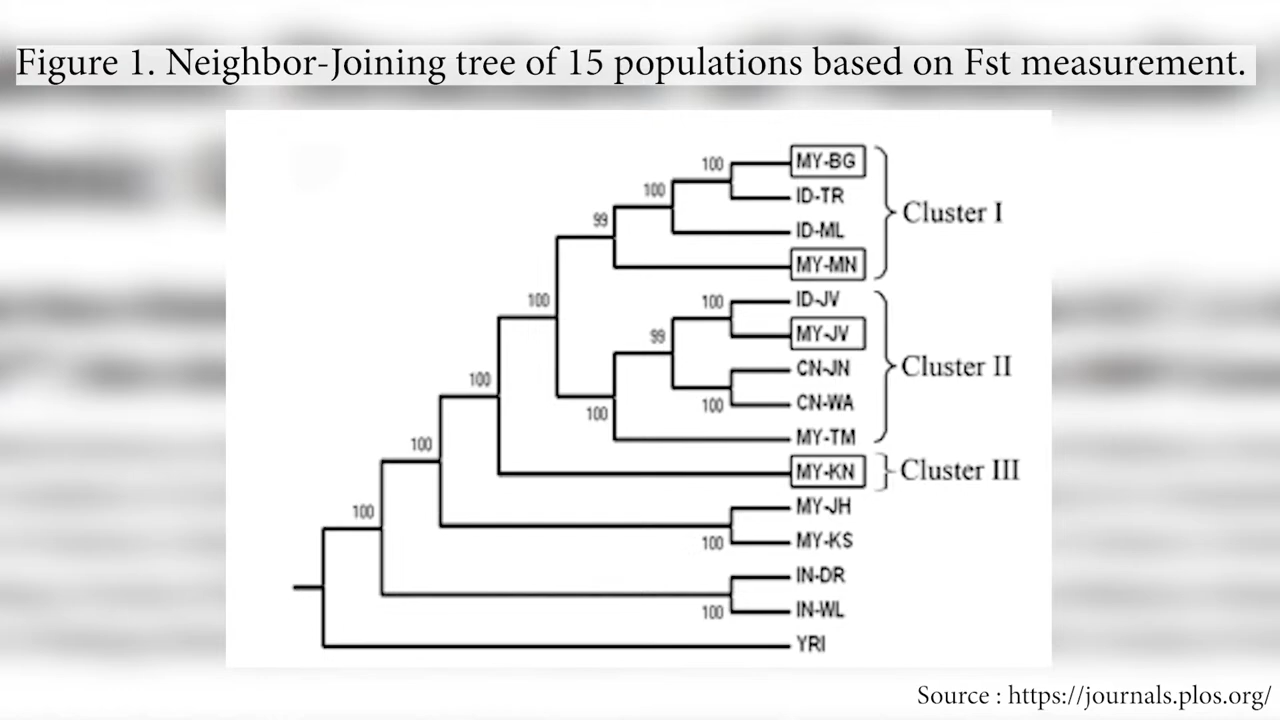 Figure 1. Neighbor-Joining tree of 15 populations based on Fst measurement.
100
MY-BG
100
ID-TR
99
ID-ML
Cluster I
MY-MN
100
100
ID-JV
99
MY-JV
CN-JN
Cluster II
100
100
CN-WA
100
MY-TM
100
MY-KN
Cluster III
MY-JH
100
100
MY-KS
IN-DR
100
IN-WL
YRI
Source : https://journals.plos.org/